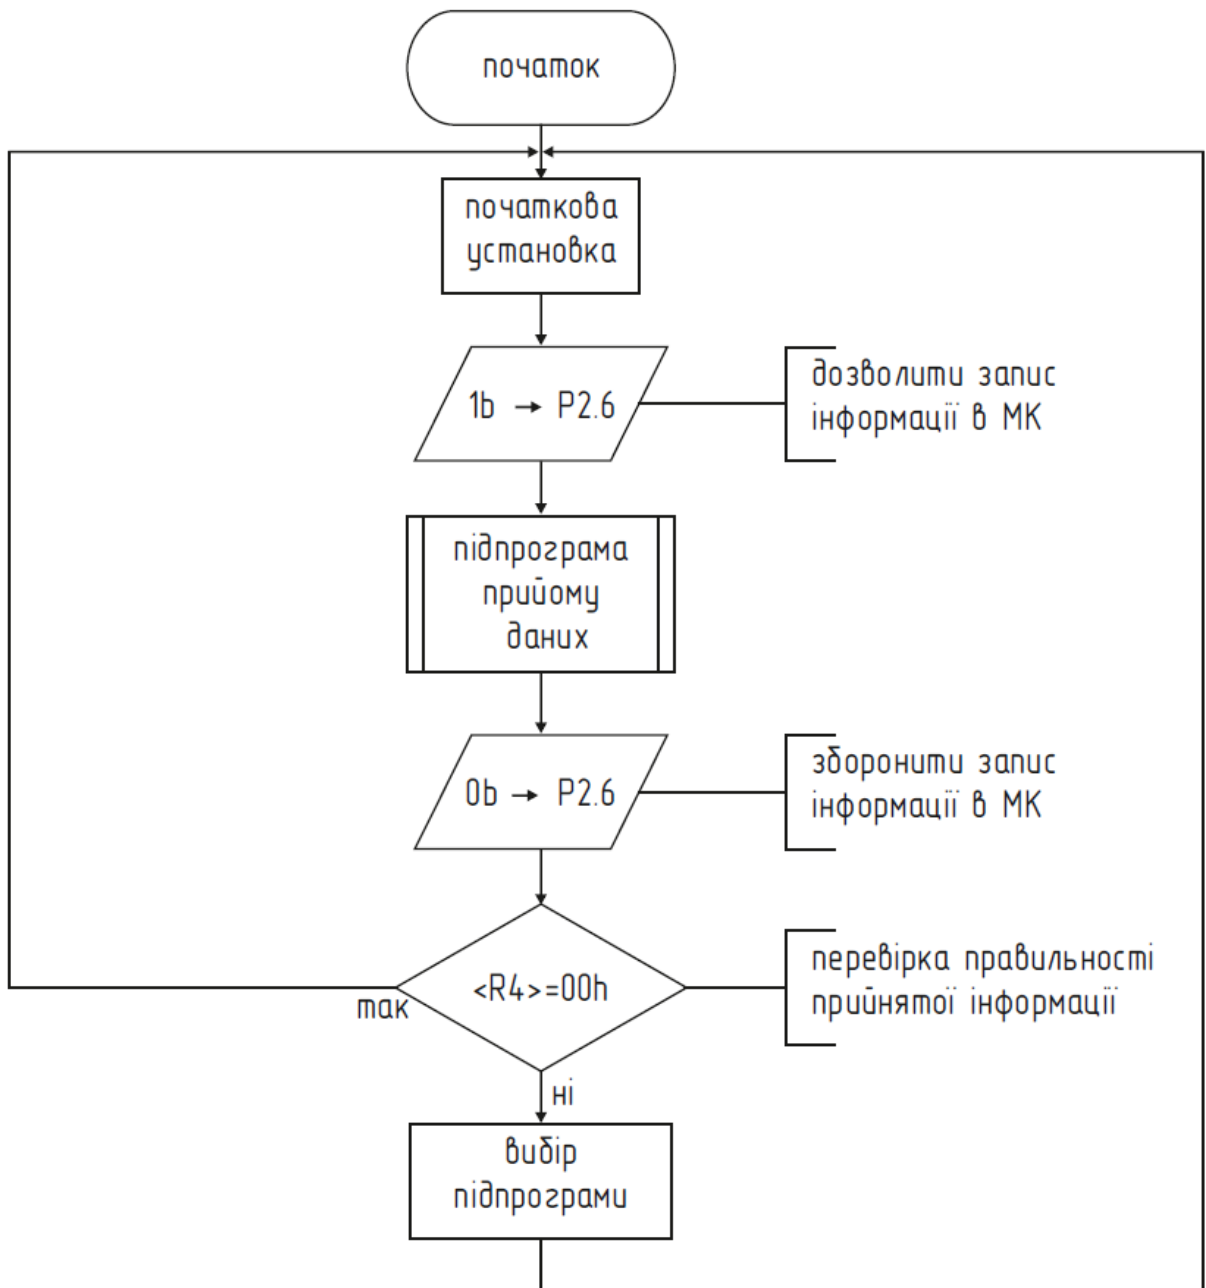 початок
початкова
установка
1b → P2.6
дозволити запис
інформації в МК
підпрограма
прийому
даних
0b → P2.6
зборонити запис
інформації в МК
<R4>=00h
так
перевірка правильності
прийнятої інформації
ні
вибір
підпрограми